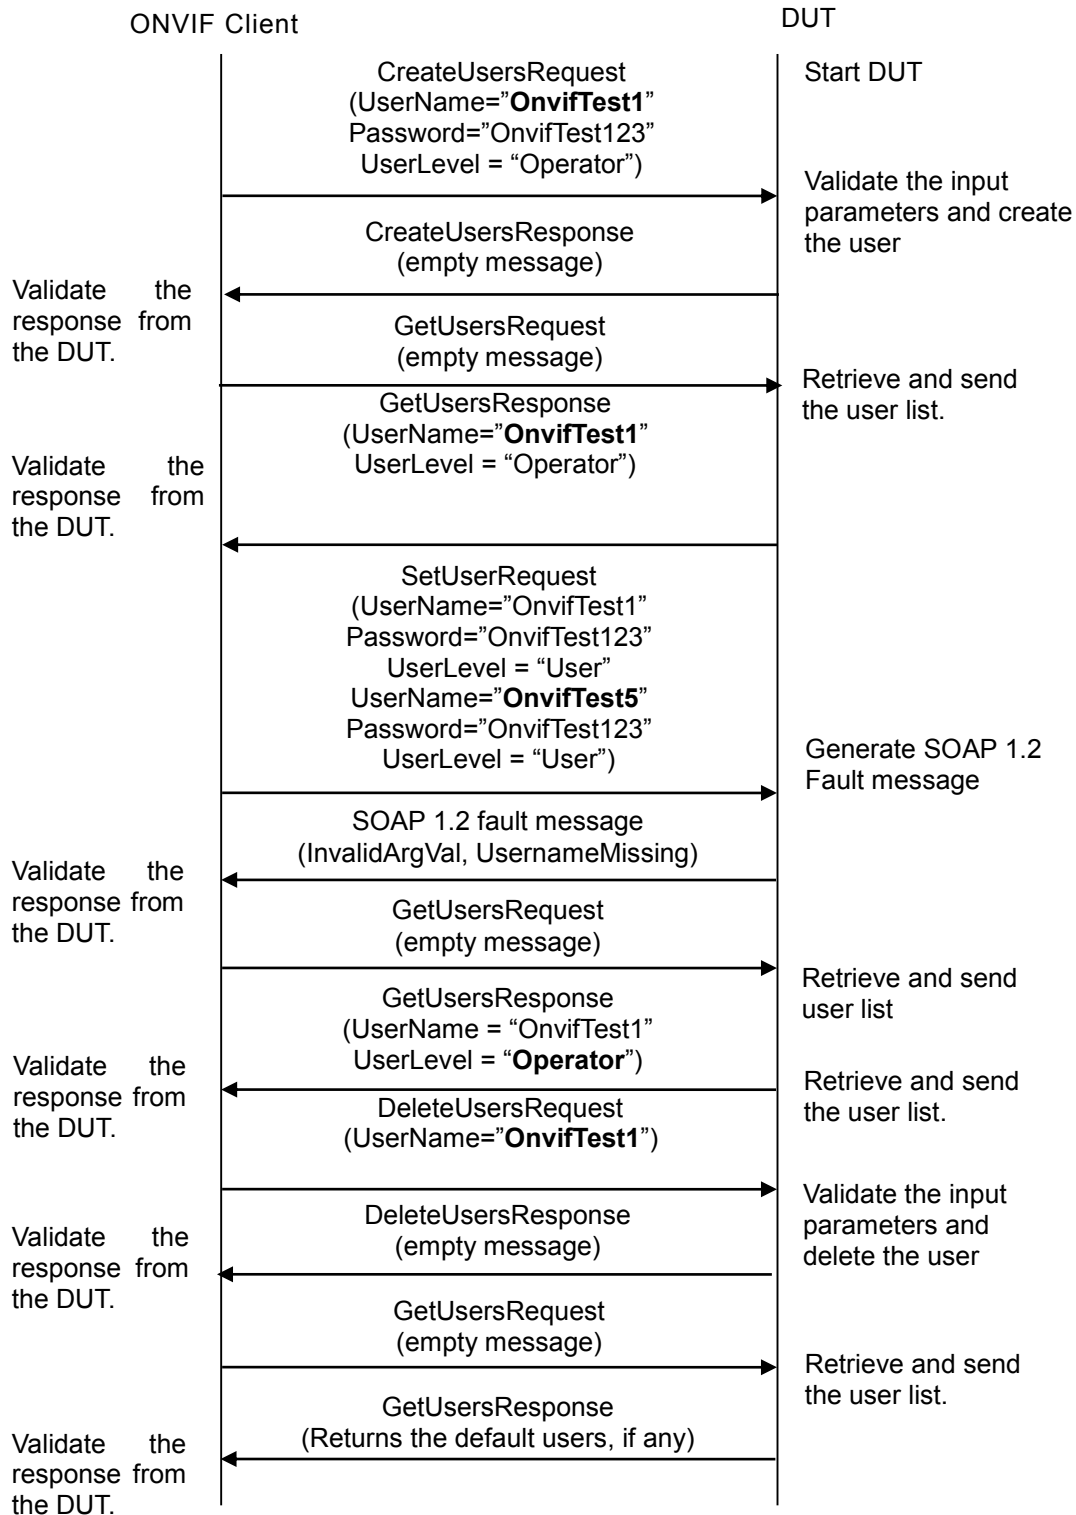 ONVIF Client
DUT
CreateUsersRequest
(UserName=”OnvifTest1”
Password=”OnvifTest123”
UserLevel = “Operator”)
Start DUT
Validate the input
parameters and create
the user
CreateUsersResponse
(empty message)
Validate the
response from
the DUT.
GetUsersRequest
(empty message)
Retrieve and send
the user list.
GetUsersResponse
(UserName=”OnvifTest1”
UserLevel = “Operator”)
Validate the
response from
the DUT.
SetUserRequest
(UserName=”OnvifTest1”
Password=”OnvifTest123”
UserLevel = “User”
UserName=”OnvifTest5”
Password=”OnvifTest123”
UserLevel = “User”)
Generate SOAP 1.2
Fault message
SOAP 1.2 fault message
(InvalidArgVal, UsernameMissing)
Validate the
response from
the DUT.
GetUsersRequest
(empty message)
Retrieve and send
user list
GetUsersResponse
(UserName = “OnvifTest1”
UserLevel = “Operator”)
Validate the
response from
the DUT.
Retrieve and send
the user list.
DeleteUsersRequest
(UserName=”OnvifTest1”)
Validate the input
parameters and
delete the user
DeleteUsersResponse
(empty message)
Validate the
response from
the DUT.
GetUsersRequest
(empty message)
Retrieve and send
the user list.
GetUsersResponse
(Returns the default users, if any)
Validate the
response from
the DUT.